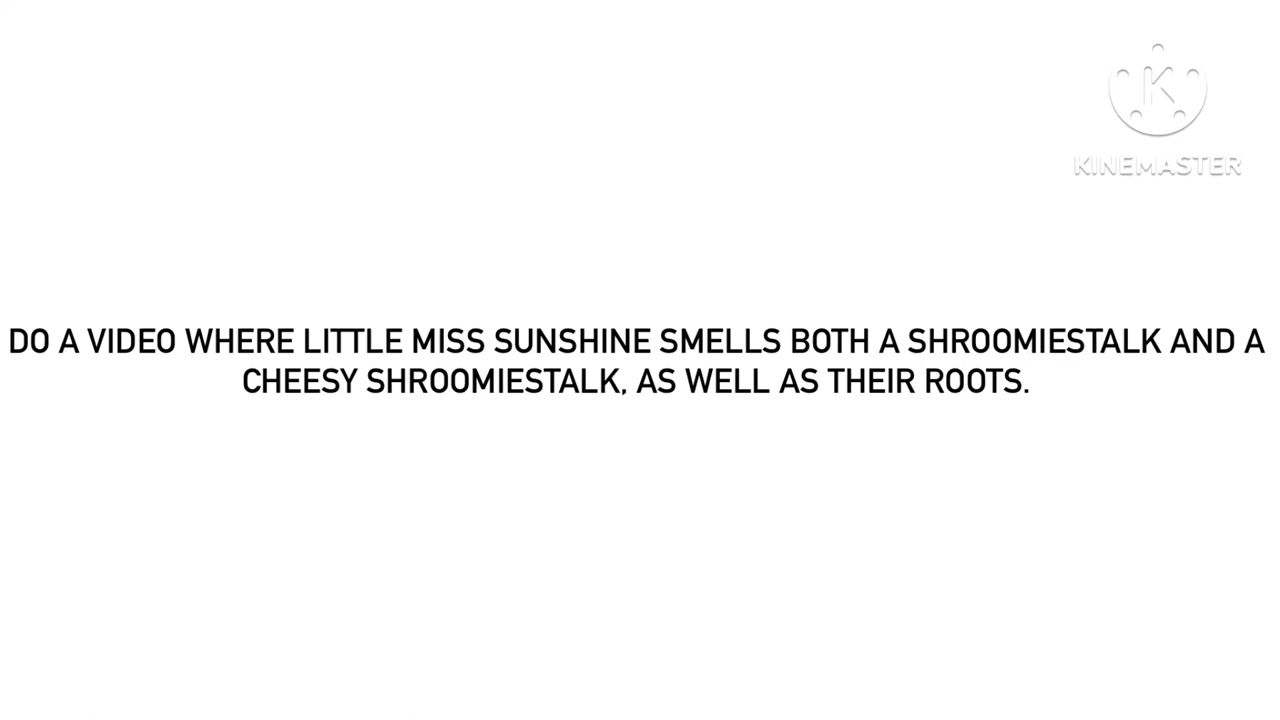 KINEMASTER
DO A VIDEO WHERE LITTLE MISS SUNSHINE SMELLS BOTH A SHROOMIESTALK AND A
CHEESY SHROOMIESTALK, AS WELL AS THEIR ROOTS.